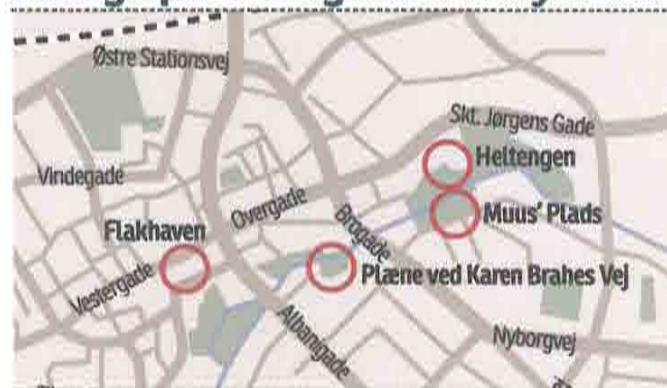 Østre Stationsvej
Skt. Jørgens Gade
Heltengen
Vindegade
Overgade
Muus' Plads
Flakhaven
Brogade
Plæne ved Karen Brahes Vej
Vestergade
Albanigade
Nyborgvej